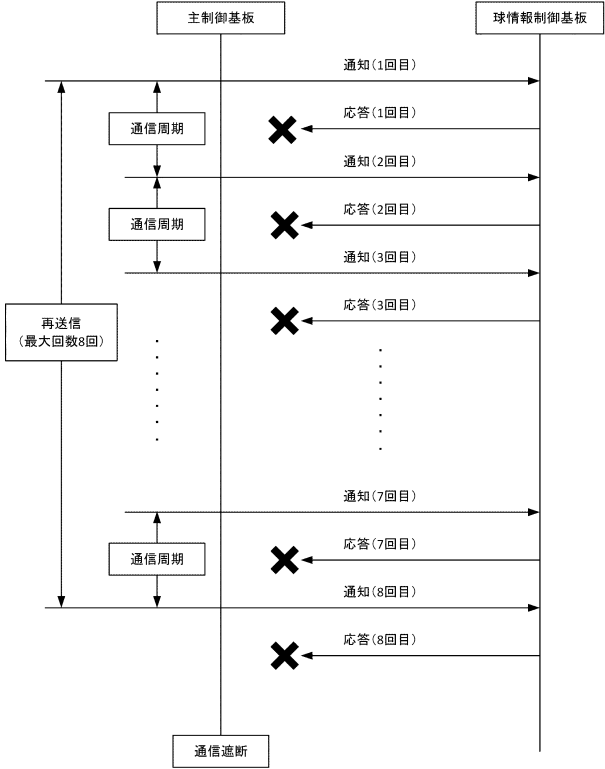 主制御基板
球情報制御基板
通知(1回目)
応答(1回目)
通信周期
通知(2回目)
応答(2回目)
通信周期
通知(3回目)
応答(3回目)
再送信
(最大回数8回)
通知(7回目)
応答(7回目)
通信周期
通知(8回目)
応答(8回目)
通信遮断